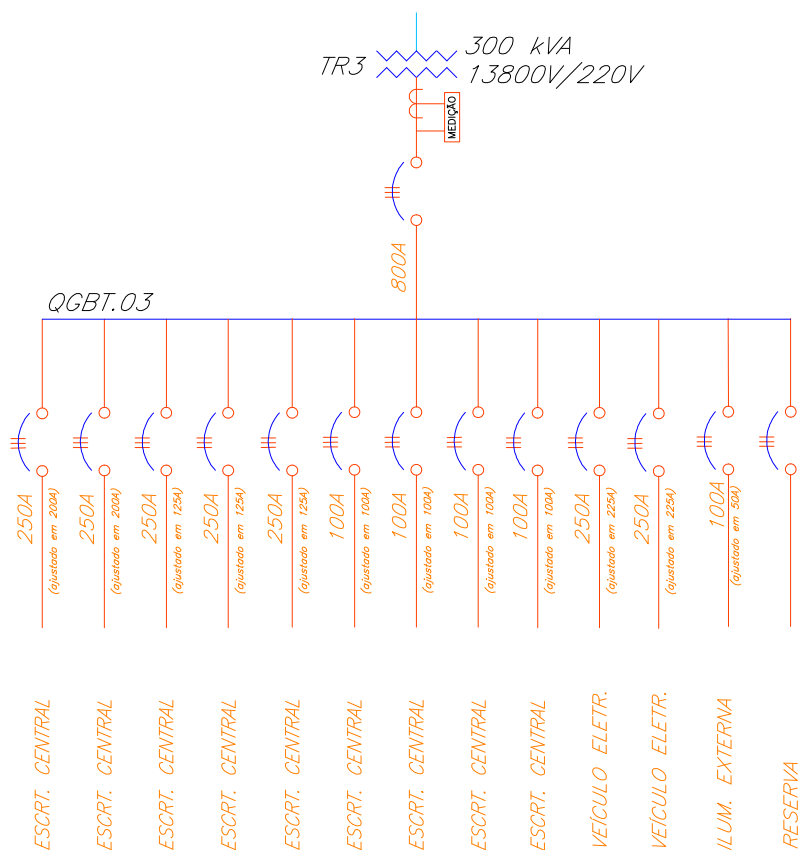 TR3
300 kVA
13800V/220V
MEDIÇÃO
800A
QGBT.03
250A
(ajustado em 200A)
250A
(ajustado em 200A)
250A
(ajustado em 125A)
250A
(ajustado em 125A)
250A
(ajustado em 125A)
100A
(ajustado em 100A)
100A
(ajustado em 100A)
100A
(ajustado em 100A)
100A
(ajustado em 100A)
250A
(ajustado em 225A)
250A
(ajustado em 225A)
100A
(ajustado em 50A)
ESCRT. CENTRAL
ESCRT. CENTRAL
ESCRT. CENTRAL
ESCRT. CENTRAL
ESCRT. CENTRAL
ESCRT. CENTRAL
ESCRT. CENTRAL
ESCRT. CENTRAL
ESCRT. CENTRAL
VEÍCULO ELETR.
VEÍCULO ELETR.
ILUM. EXTERNA
RESERVA